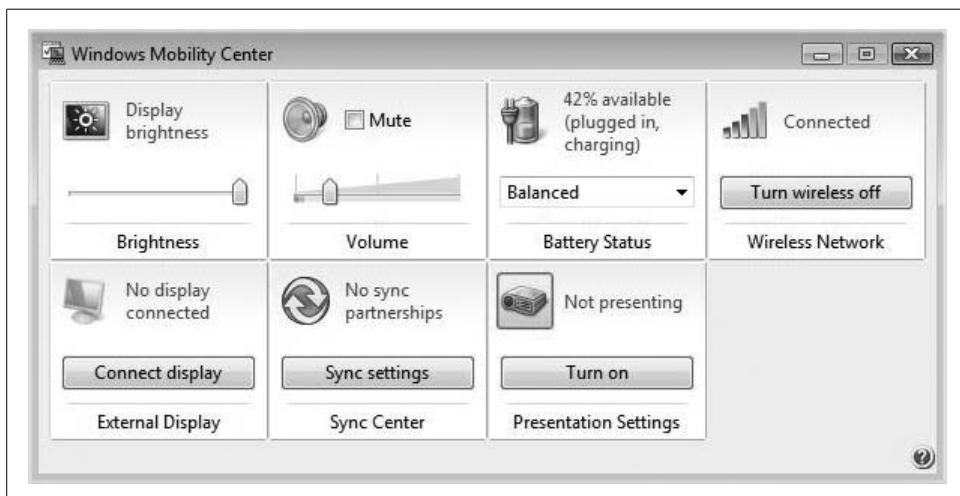 Windows Mobility Center
Display
brightness
Brightness
Mute
Volume
42% available
(plugged in,
charging)
Balanced
Battery Status
Connected
Turn wireless off
Wireless Network
No display
connected
Connect display
External Display
No sync
partnerships
Sync settings
Sync Center
Not presenting
Turn on
Presentation Settings